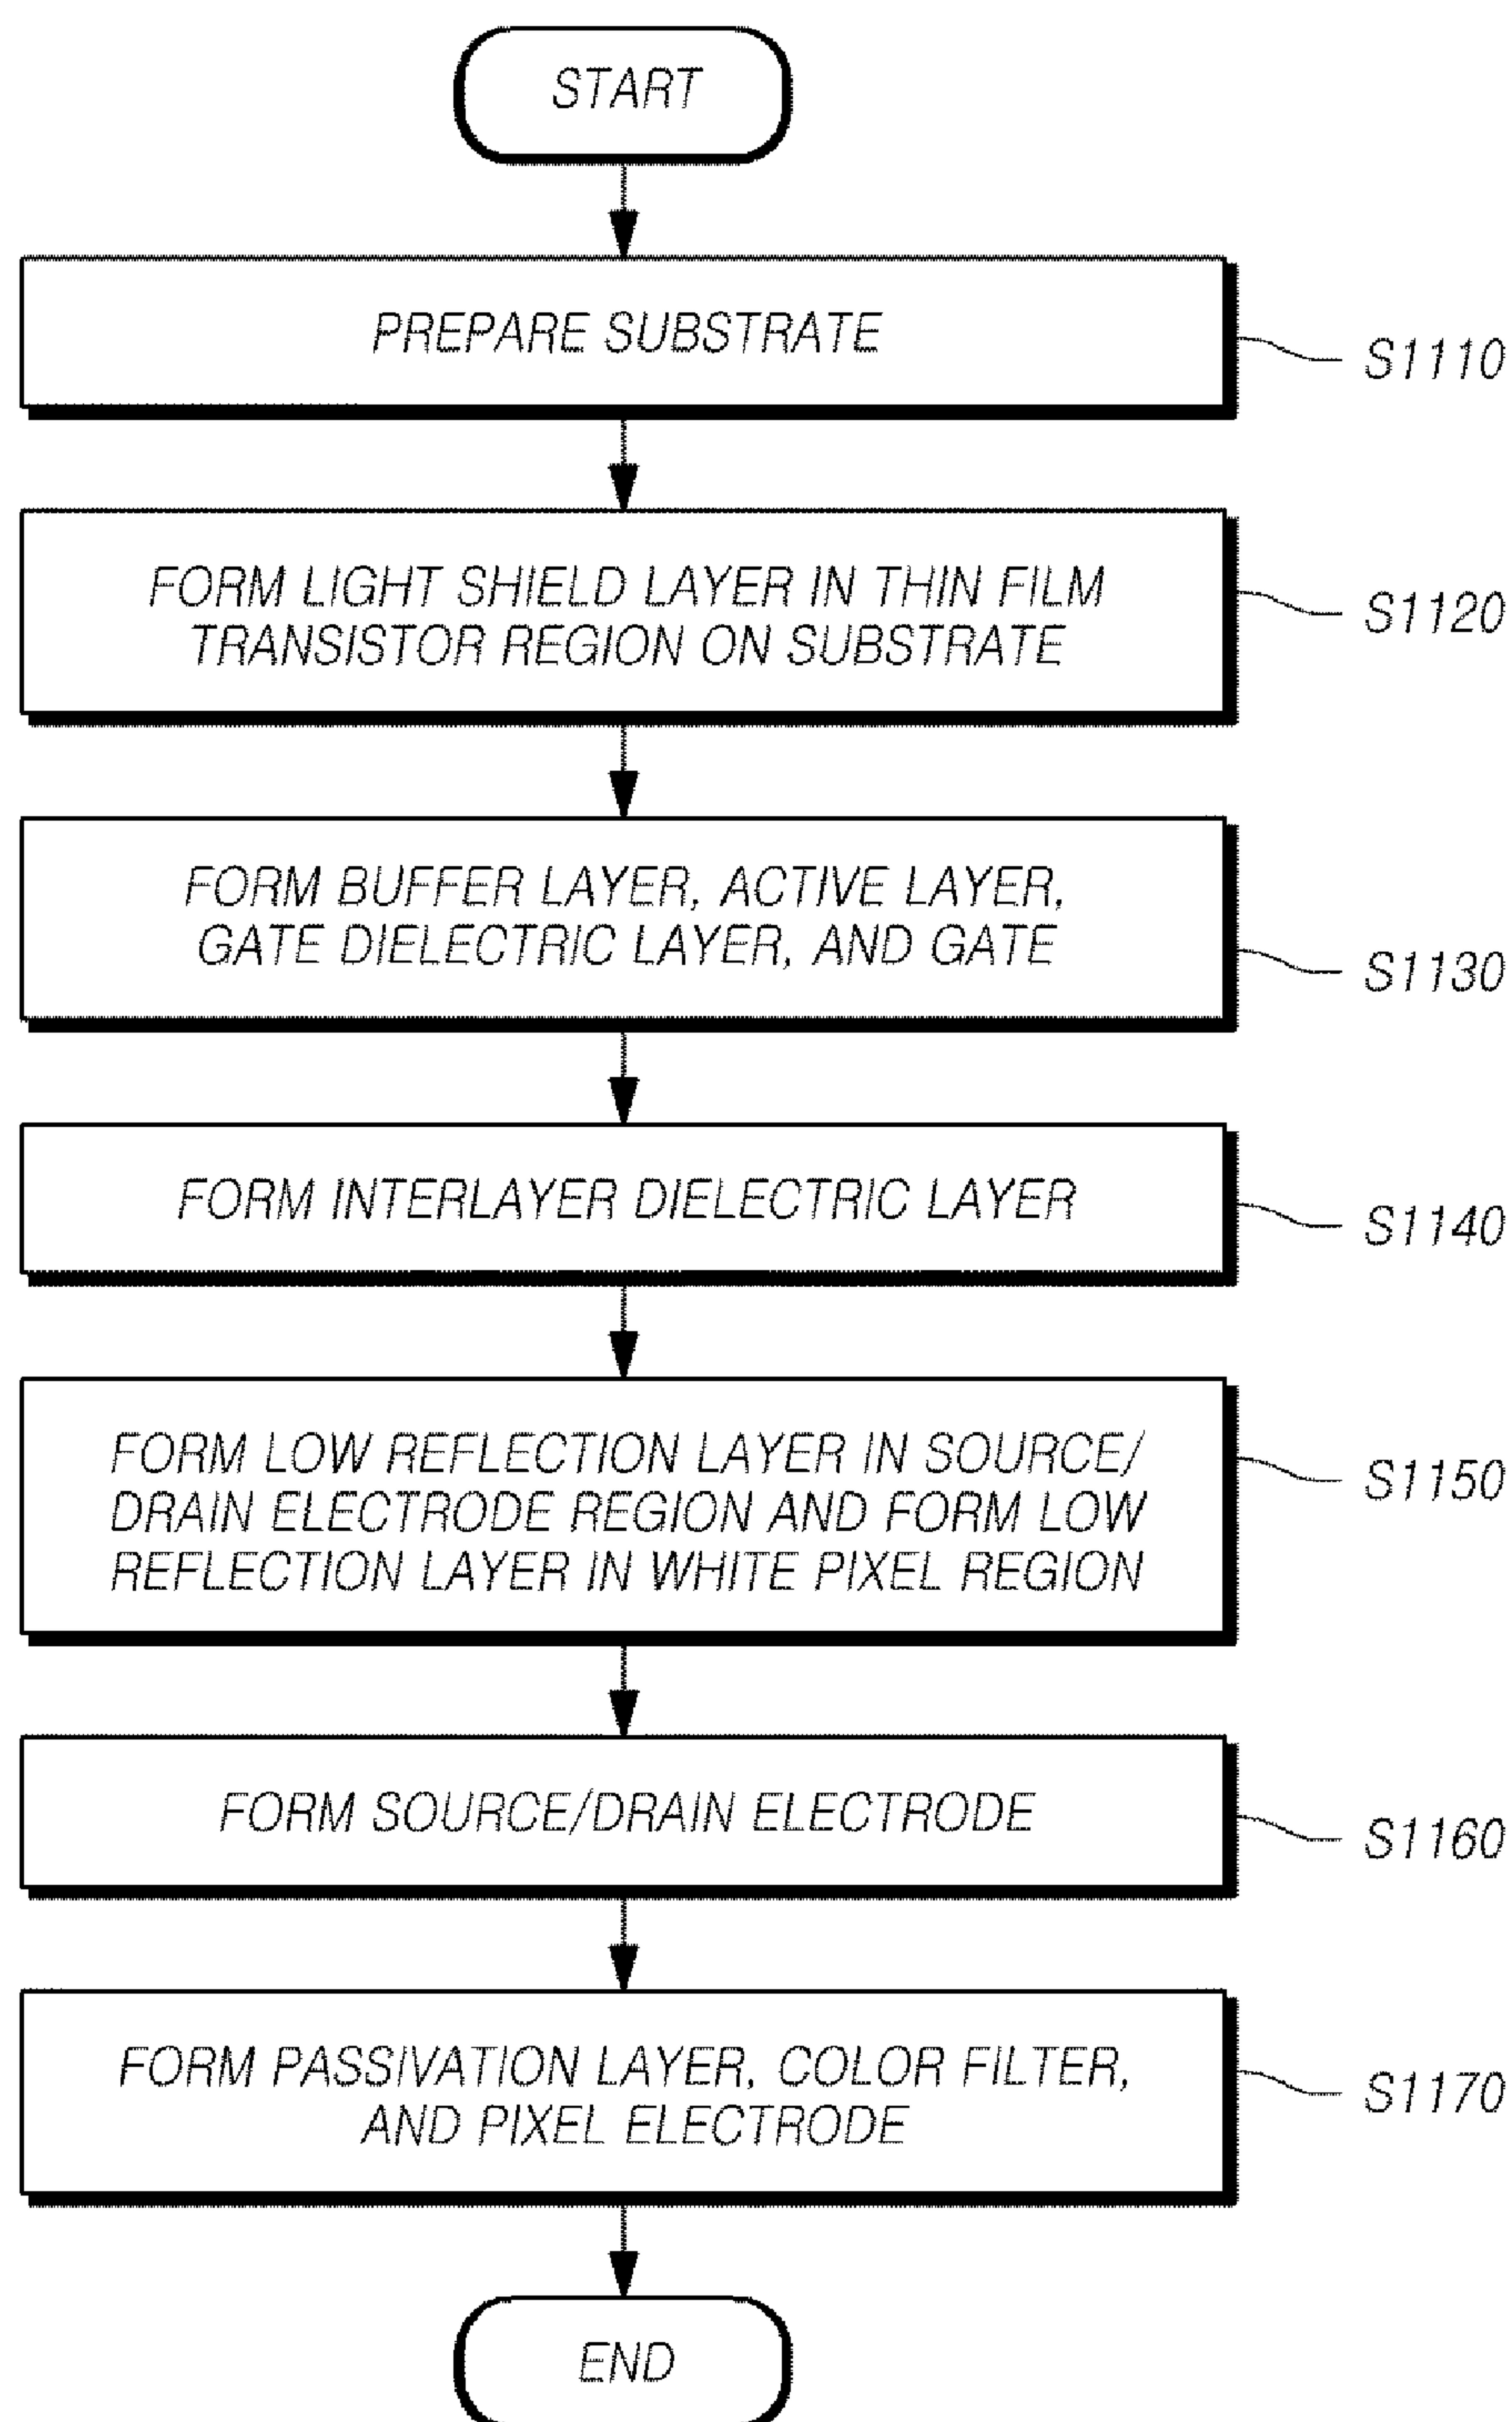 START
PREPARE SUBSTRATE
S1110
FORM LIGHT SHIELD LAYER IN THIN FILM
TRANSISTOR REGION ON SUBSTRATE
S1120
FORM BUFFER LAYER, ACTIVE LAYER,
GATE DIELECTRIC LAYER, AND GATE
S1130
FORM INTERLAYER DIELECTRIC LAYER
S1140
FORM LOW REFLECTION LAYER IN SOURCE/
DRAIN ELECTRODE REGION AND FORM LOW
REFLECTION LAYER IN WHITE PIXEL REGION
S1150
FORM SOURCE/DRAIN ELECTRODE
S1160
FORM PASSIVATION LAYER, COLOR FILTER,
AND PIXEL ELECTRODE
S1170
END